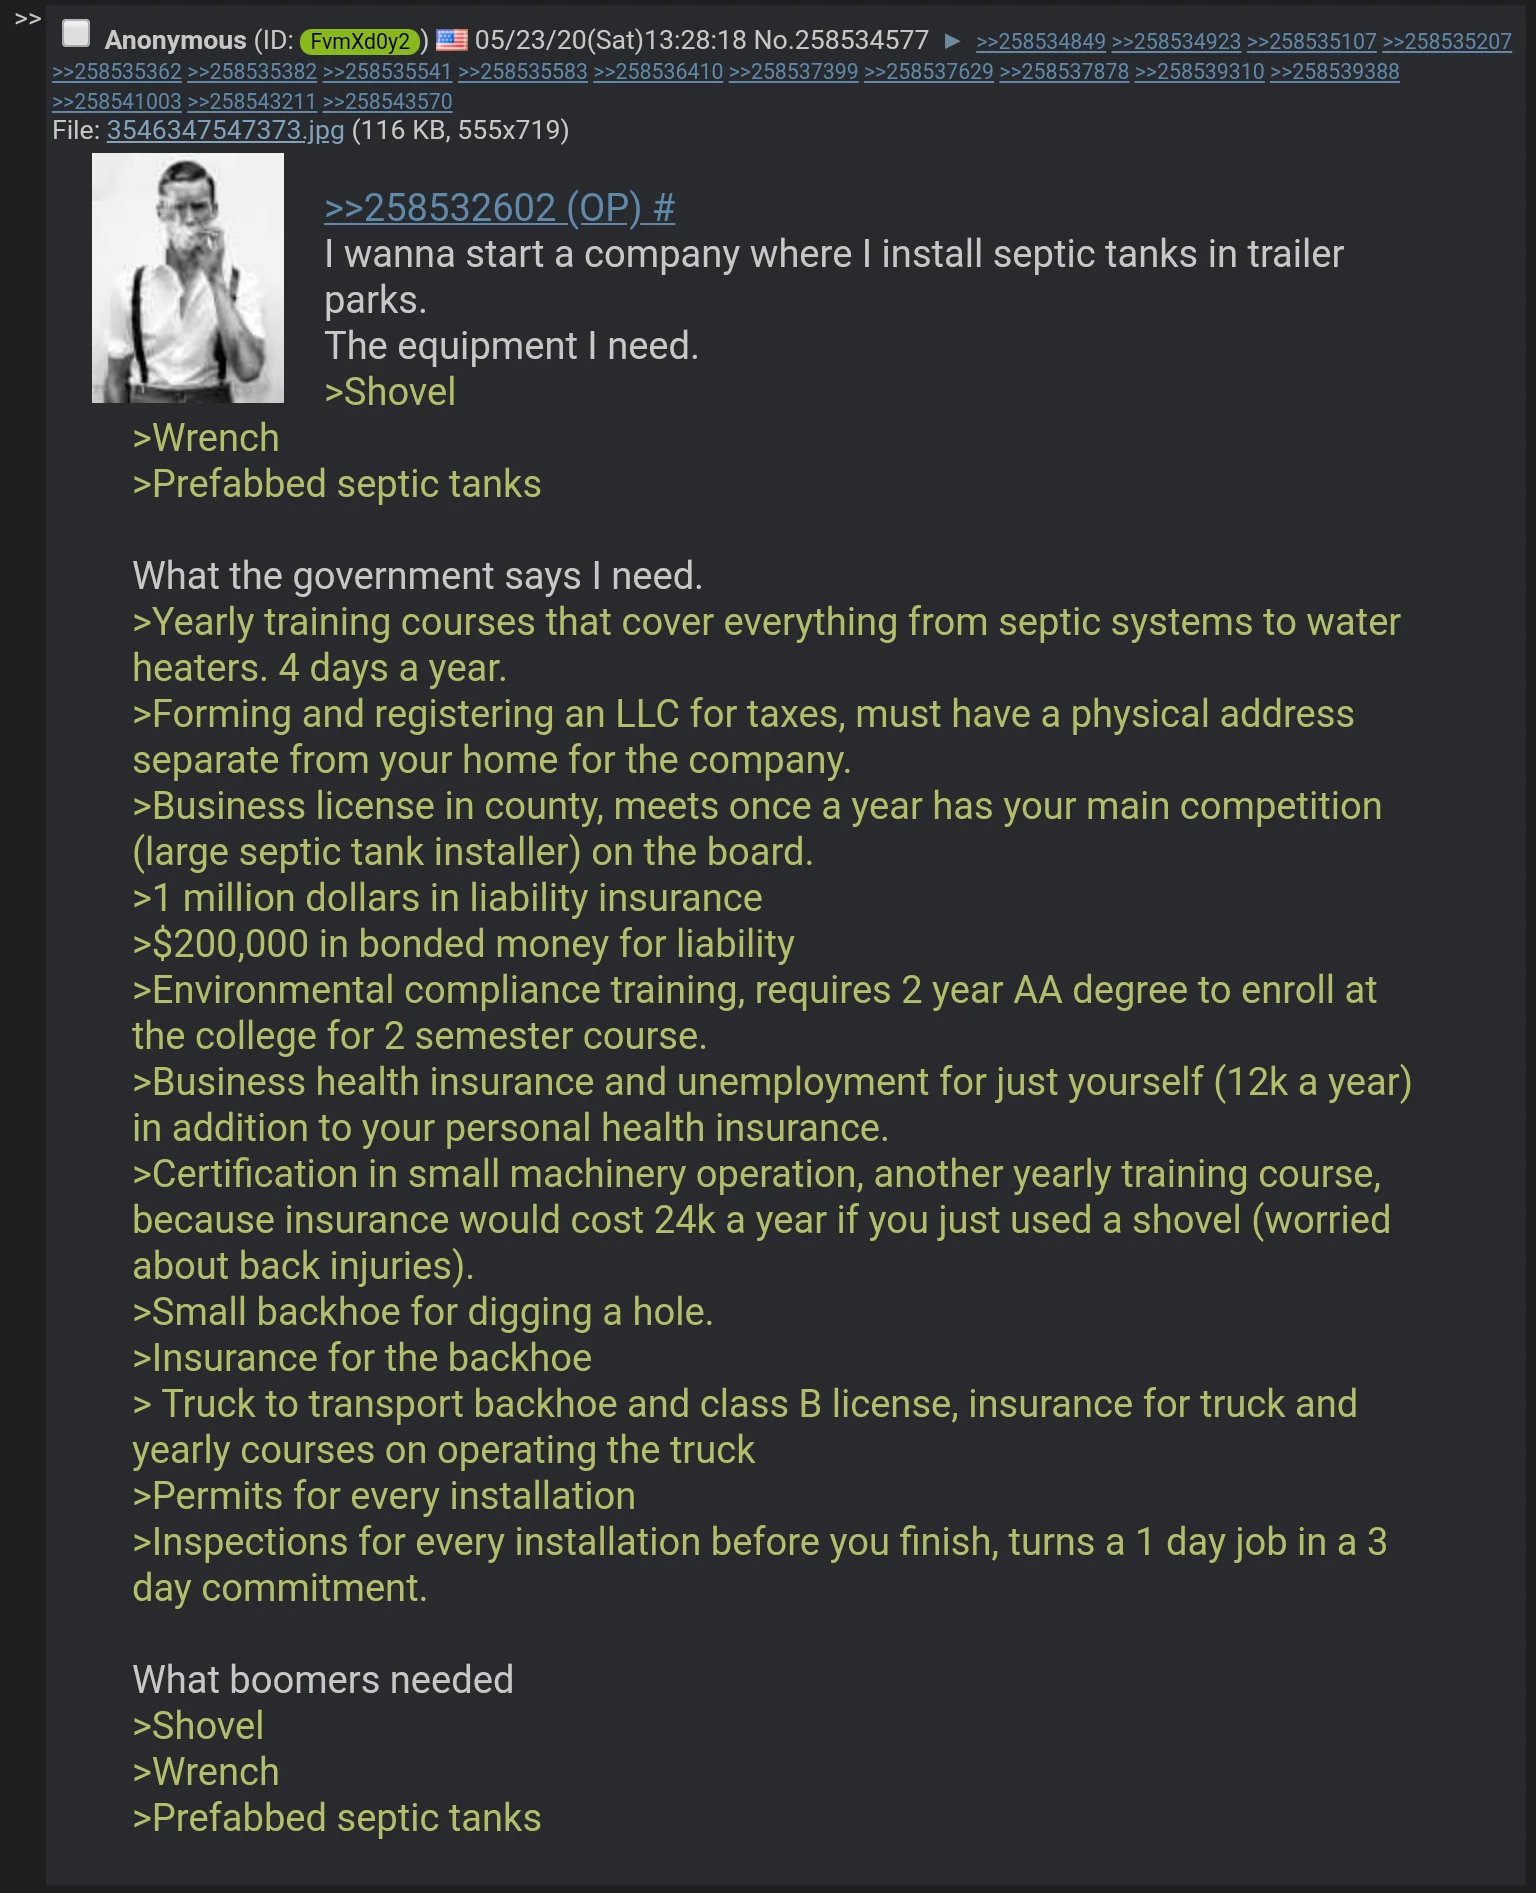 >>
Anonymous (ID: FvmXd0y2) 05/23/20(Sat)13:28:18 No.258534577 ► >>258534849 >>258534923 >>258535107 >>258535207
>>258535362 >>258535382 >>258535541 >>258535583 >>258536410 >>258537399 >>258537629 >>258537878 >>258539310 >>258539388
>>258541003 >>258543211 >>258543570
File: 3546347547373.jpg (116 KB, 555x719)
>>258532602 (OP) #
I wanna start a company where I install septic tanks in trailer
parks.
The equipment I need.
>Shovel
>Wrench
>Prefabbed septic tanks
What the government says I need.
>Yearly training courses that cover everything from septic systems to water
heaters. 4 days a year.
>Forming and registering an LLC for taxes, must have a physical address
separate from your home for the company.
>Business license in county, meets once a year has your main competition
(large septic tank installer) on the board.
>1 million dollars in liability insurance
>$200,000 in bonded money for liability
>Environmental compliance training, requires 2 year AA degree to enroll at
the college for 2 semester course.
>Business health insurance and unemployment for just yourself (12k a year)
in addition to your personal health insurance.
>Certification in small machinery operation, another yearly training course,
because insurance would cost 24k a year if you just used a shovel (worried
about back injuries).
>Small backhoe for digging a hole.
>Insurance for the backhoe
> Truck to transport backhoe and class B license, insurance for truck and
yearly courses on operating the truck
>Permits for every installation
>Inspections for every installation before you finish, turns a 1 day job in a 3
day commitment.
What boomers needed
>Shovel
>Wrench
>Prefabbed septic tanks